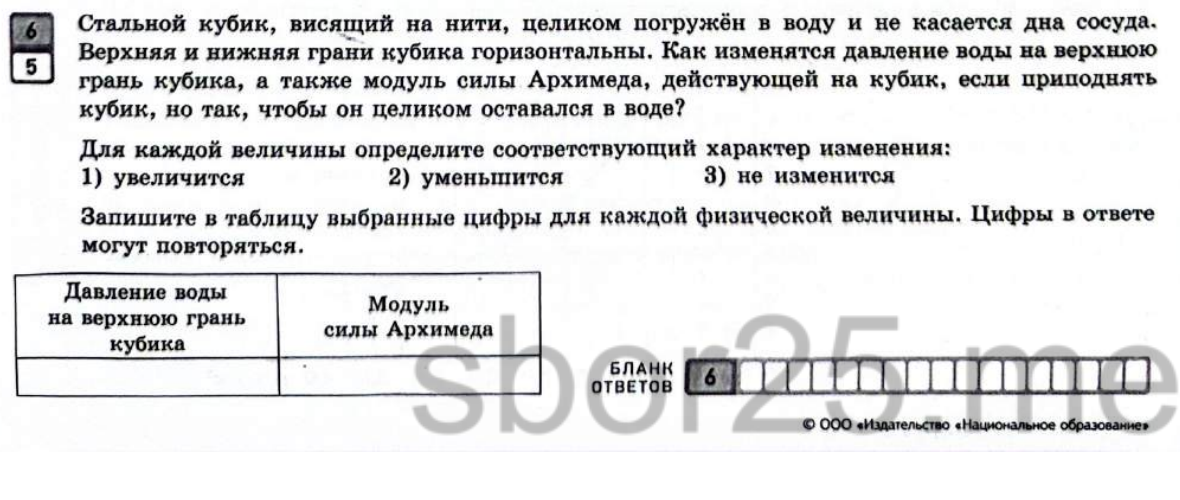 6
5
Стальной кубик, висящий на нити, целиком погружён в воду и не касается дна сосуда.
Верхняя и нижняя грани кубика горизонтальны. Как изменятся давление воды на верхнюю
грань кубика, а также модуль силы Архимеда, действующей на кубик, если приподнять
кубик, но так, чтобы он целиком оставался в воде?
Для каждой величины определите соответствующий характер изменения:
1) увеличится 2) уменьшится 3) не изменится
Запишите в таблицу выбранные цифры для каждой физической величины. Цифры в ответе
могут повторяться.
Давление воды
на верхнюю грань
кубика
Модуль
силы Архимеда
БЛАНК
ОТВЕТОВ
6
sbor25.me
© ООО «Издательство «Национальное образование»